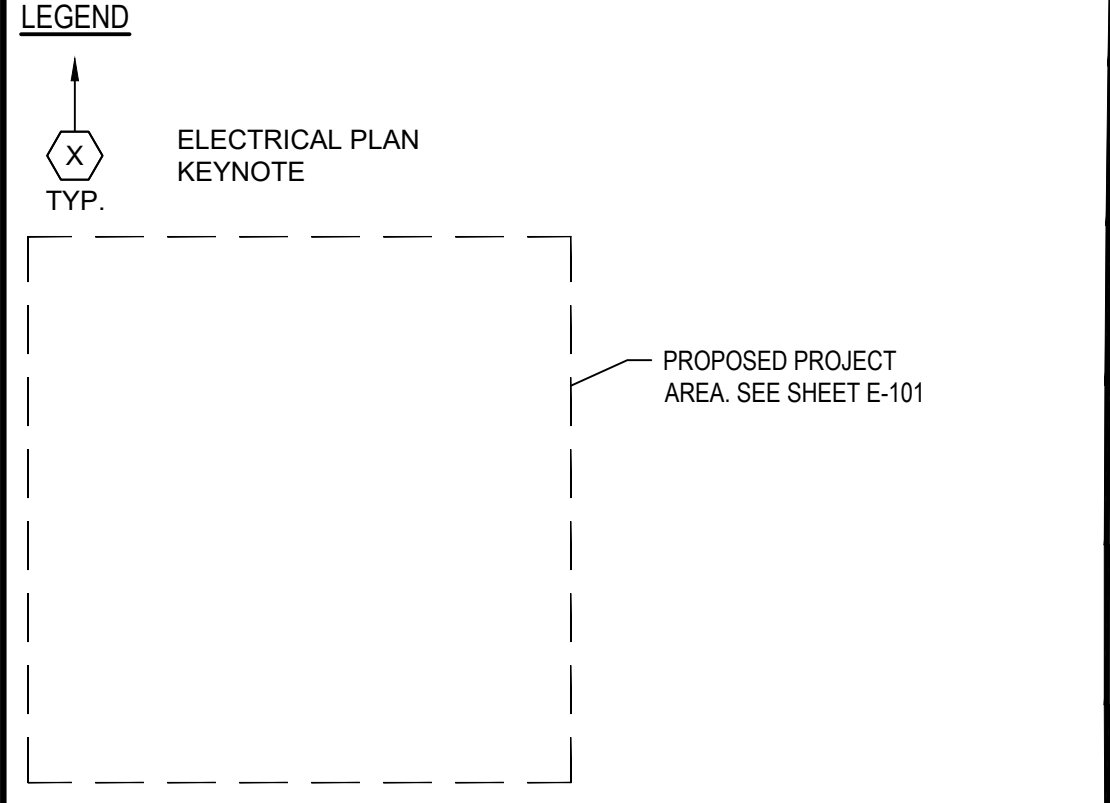 LEGEND
X
TYP.
ELECTRICAL PLAN
KEYNOTE
PROPOSED PROJECT
AREA. SEE SHEET E-101